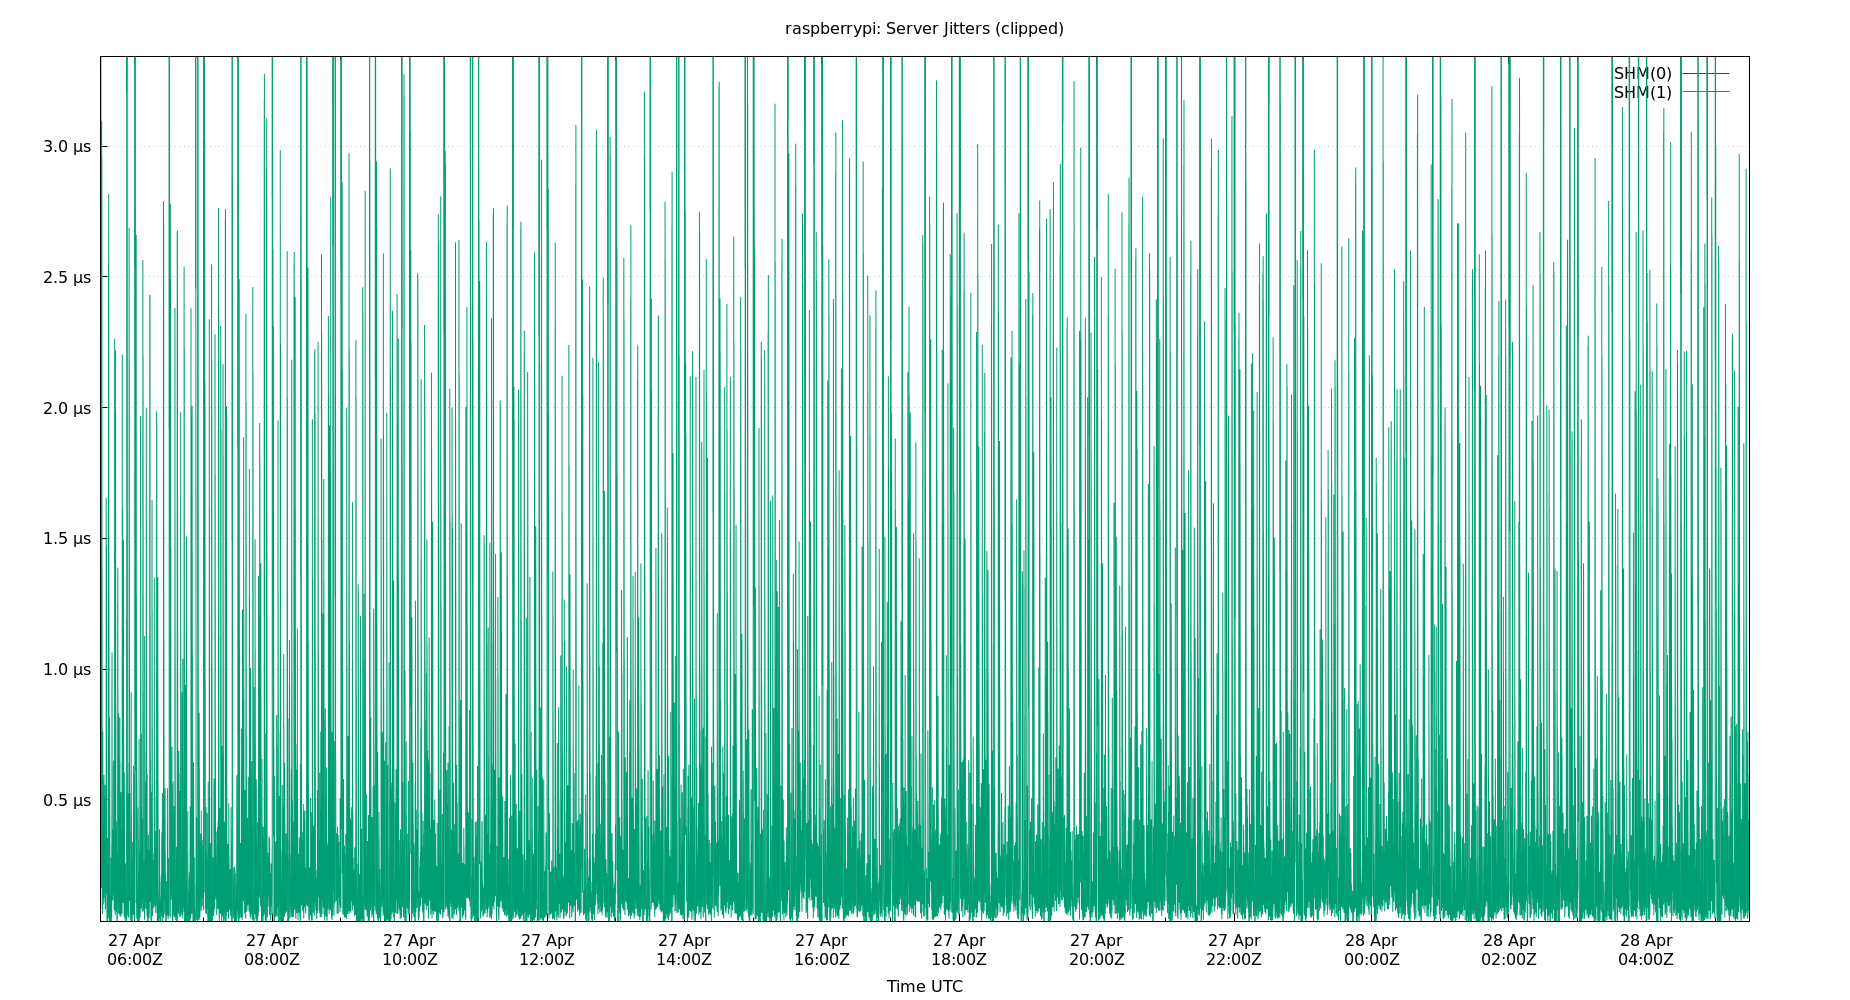 raspberrypi: Server Jitters (clipped)
SHM(0)
SHM(1)
3.0 µs
2.5 µs
2.0 µs
1.5 µs
1.0 µs
0.5 µs
27 Apr 27 Apr 27 Apr 27 Apr 27 Apr 27 Apr 27 Apr 27 Apr 27 Apr 28 Apr 28 Apr 28 Apr
06:00Z 08:00Z 10:00Z 12:00Z 14:00Z 16:00Z 18:00Z 20:00Z 22:00Z 00:00Z 02:00Z 04:00Z
Time UTC